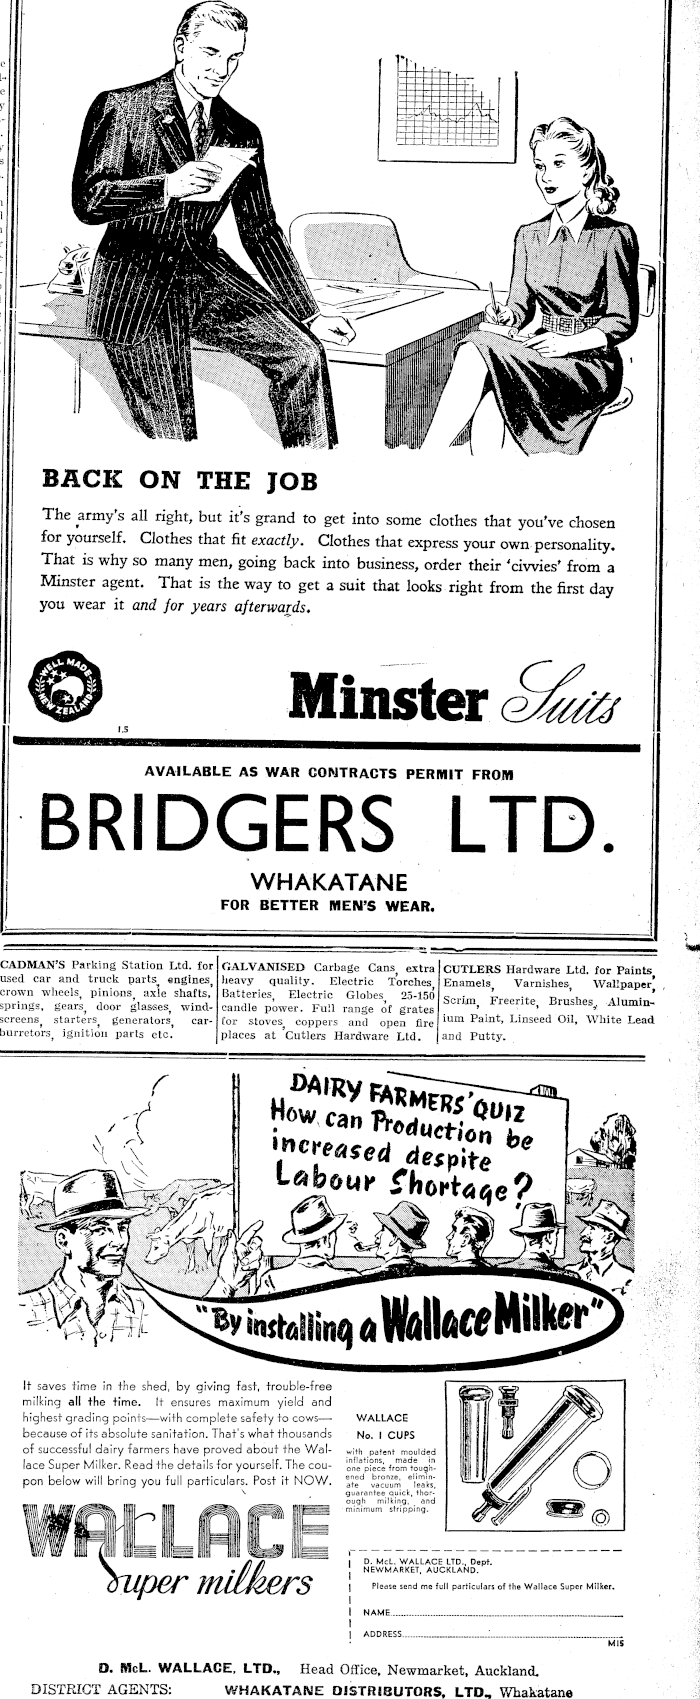 BACK ON THE JOB
The army's all right, but it's grand to get into some clothes that you've chosen
for yourself. Clothes that fit exactly. Clothes that express your own personality.
That is why so many men, going back into business, order their 'civvies' from a
Minster agent. That is the way to get a suit that looks right from the first day
you wear it and for years afterwards.
WELL MADE
NEW ZEALAND
Minster Suits
1.5
AVAILABLE AS WAR CONTRACTS PERMIT FROM
BRIDGERS LTD.
WHAKATANE
FOR BETTER MEN'S WEAR.
CADMAN'S Parking Station Ltd. for
used car and truck parts, engines,
crown wheels, pinions, axle shafts,
springs, gears, door glasses, wind-
screens, starters, generators, car-
burretors, ignition parts etc.
GALVANISED Carbage Cans, extra
heavy quality. Electric Torches,
Batteries, Electric Globes, 25-150
candle power. Full range of grates
for stoves, coppers and open fire
places at Cutlers Hardware Ltd.
CUTLERS Hardware Ltd. for Paints,
Enamels, Varnishes, Wallpaper,
Scrim, Freerite, Brushes, Alumin-
ium Paint, Linseed Oil, White Lead
and Putty.
DAIRY FARMERS' QUIZ
How can Production be
increased despite
Labour Shortage?
"By installing a Wallace Milker"
It saves time in the shed, by giving fast, trouble-free
milking all the time. It ensures maximum yield and
highest grading points—with complete safety to cows—
because of its absolute sanitation. That's what thousands
of successful dairy farmers have proved about the Wal-
lace Super Milker. Read the details for yourself. The cou-
pon below will bring you full particulars. Post it NOW.
WALLACE
No. 1 CUPS
with patent moulded
inflations, made in
one piece from tough-
ened bronze, elimin-
ate vacuum leaks,
guarantee quick, thor-
ough milking, and
minimum stripping.
WALLACE
Super milkers
D. McL. WALLACE LTD., Dept.
NEWMARKET, AUCKLAND.
Please send me full particulars of the Wallace Super Milker.
NAME
ADDRESS
M15
D. McL. WALLACE, LTD., Head Office, Newmarket, Auckland.
DISTRICT AGENTS: WHAKATANE DISTRIBUTORS, LTD., Whakatane